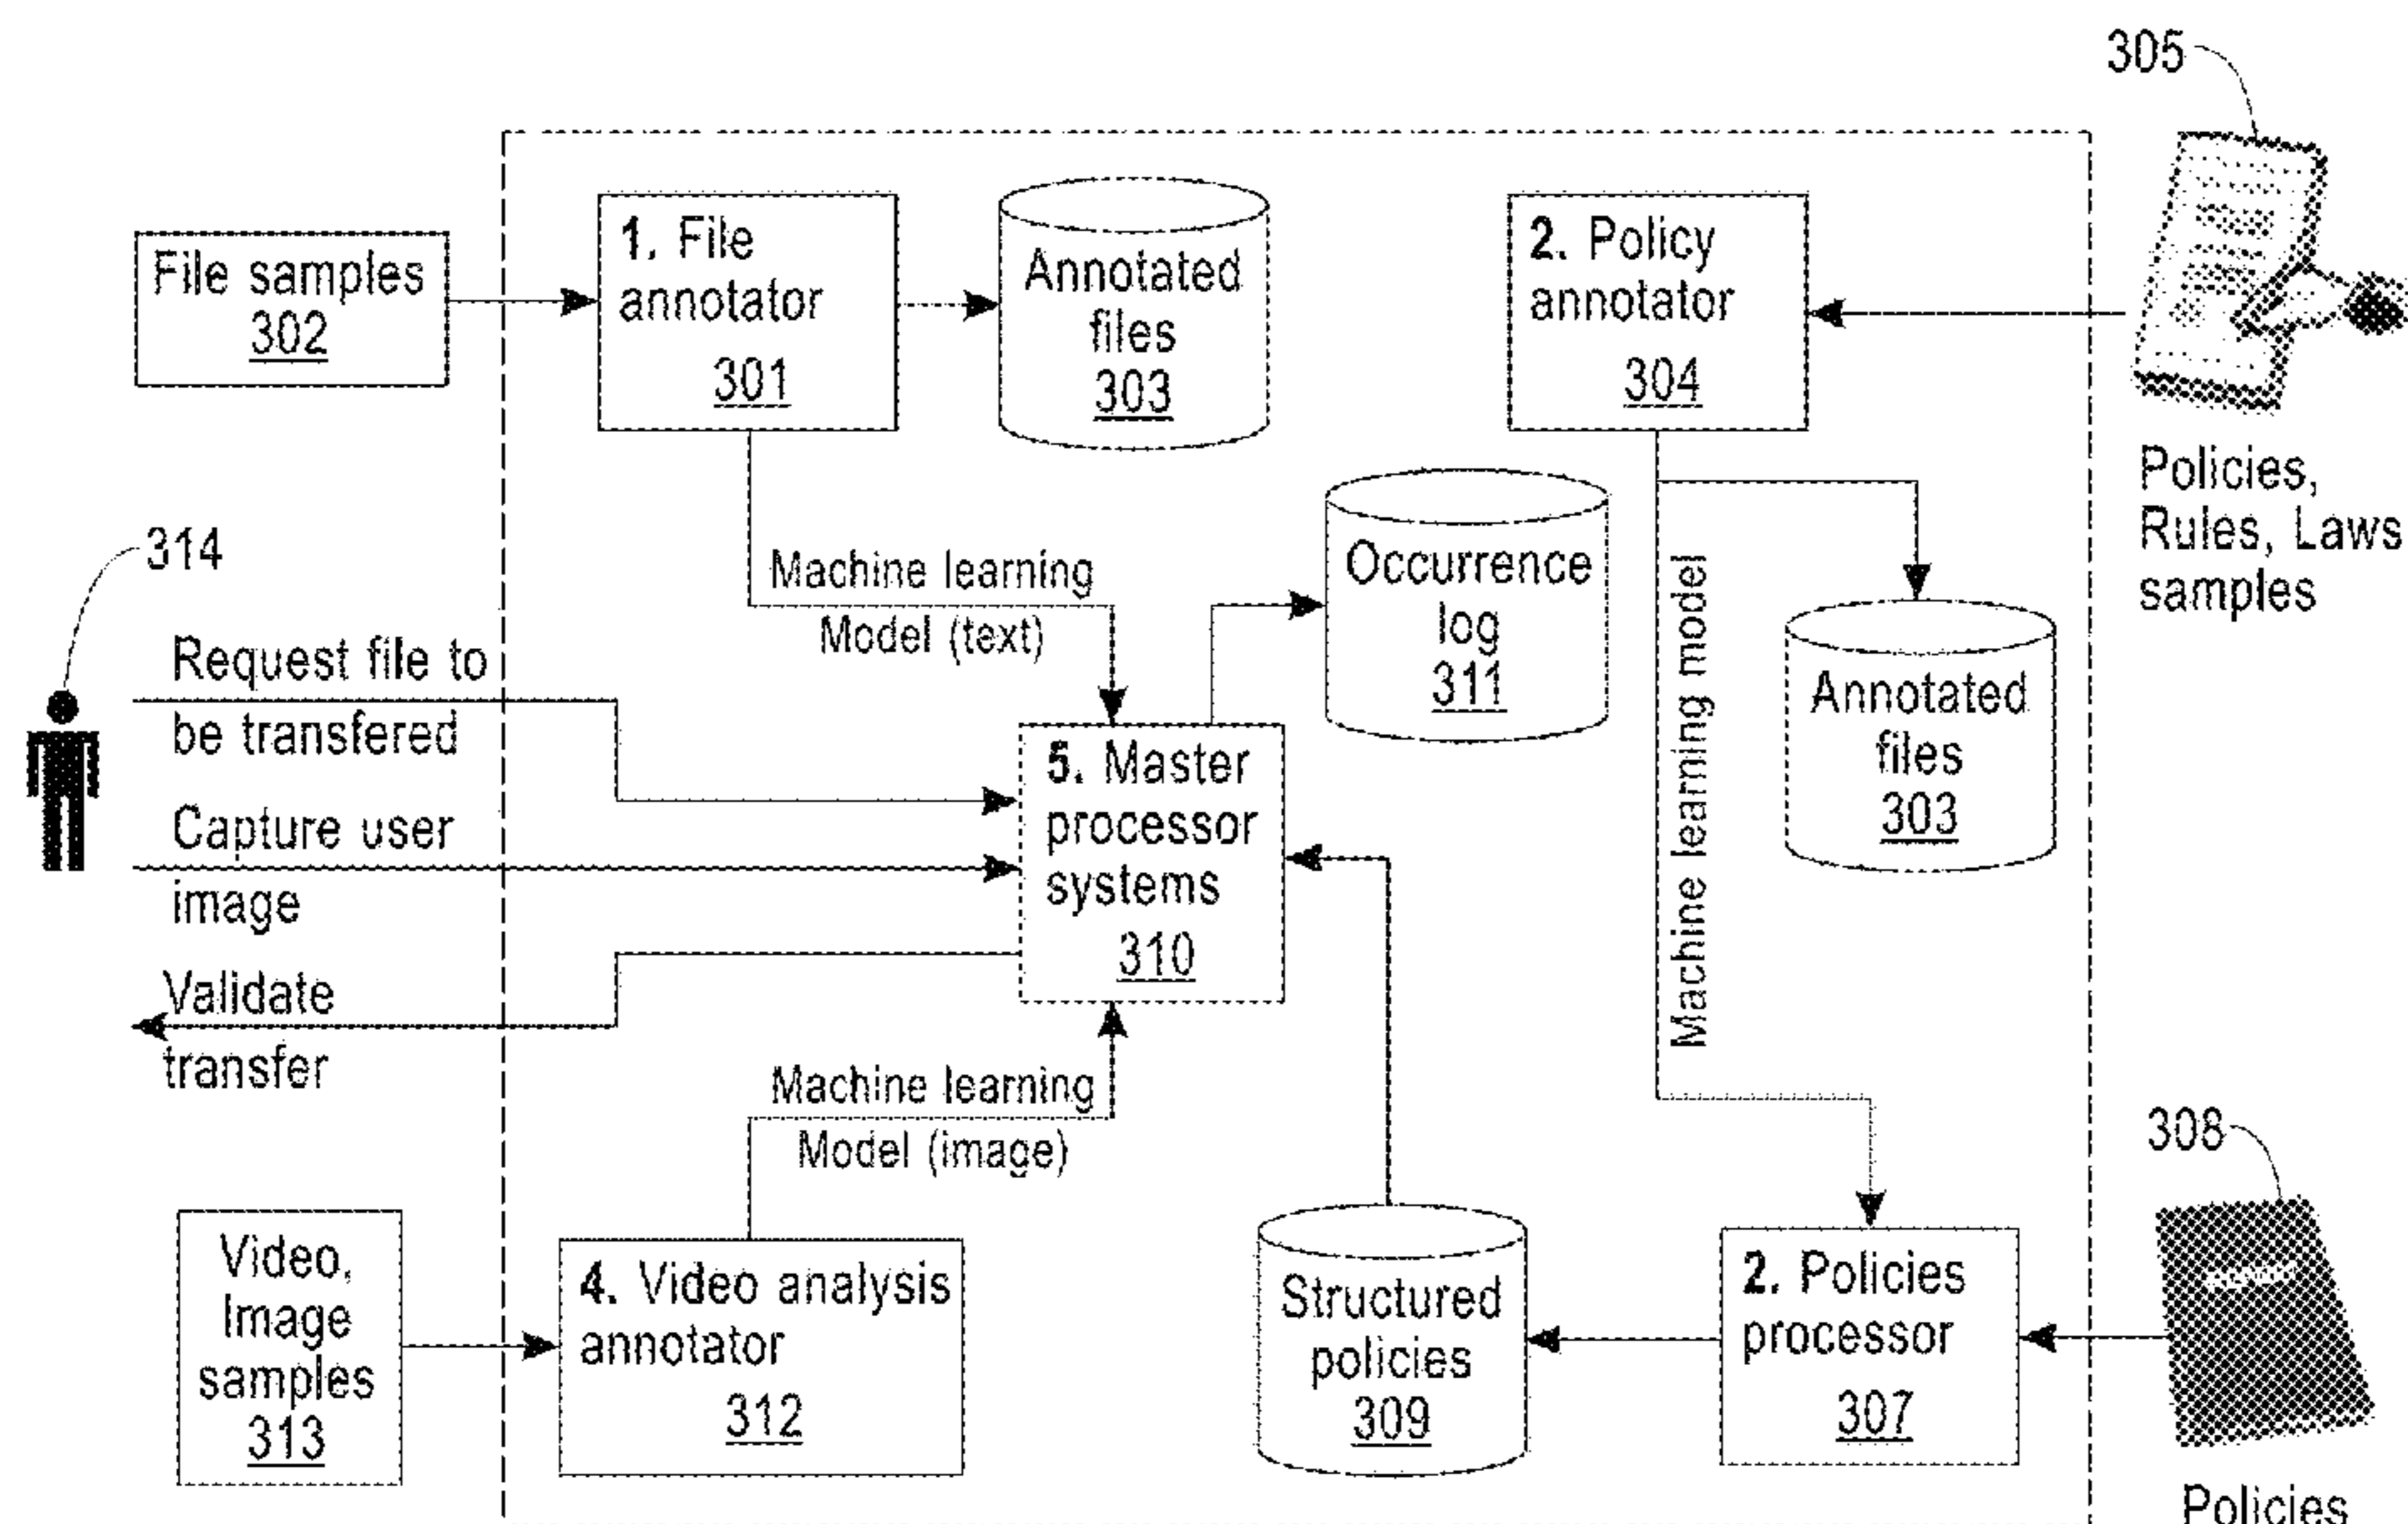 305
File samples
302
1. File
annotator
301
Annotated
files
303
2. Policy
annotator
304
Policies,
Rules, Laws
samples
314
Machine learning
Model (text)
Occurrence
log
311
Machine learning model
Annotated
files
303
Request file to
be transfered
Capture user
image
Validate
transfer
5. Master
processor
systems
310
Machine learning
Model (image)
308
Video,
Image
samples
313
4. Video analysis
annotator
312
Structured
policies
309
2. Policies
processor
307
Policies